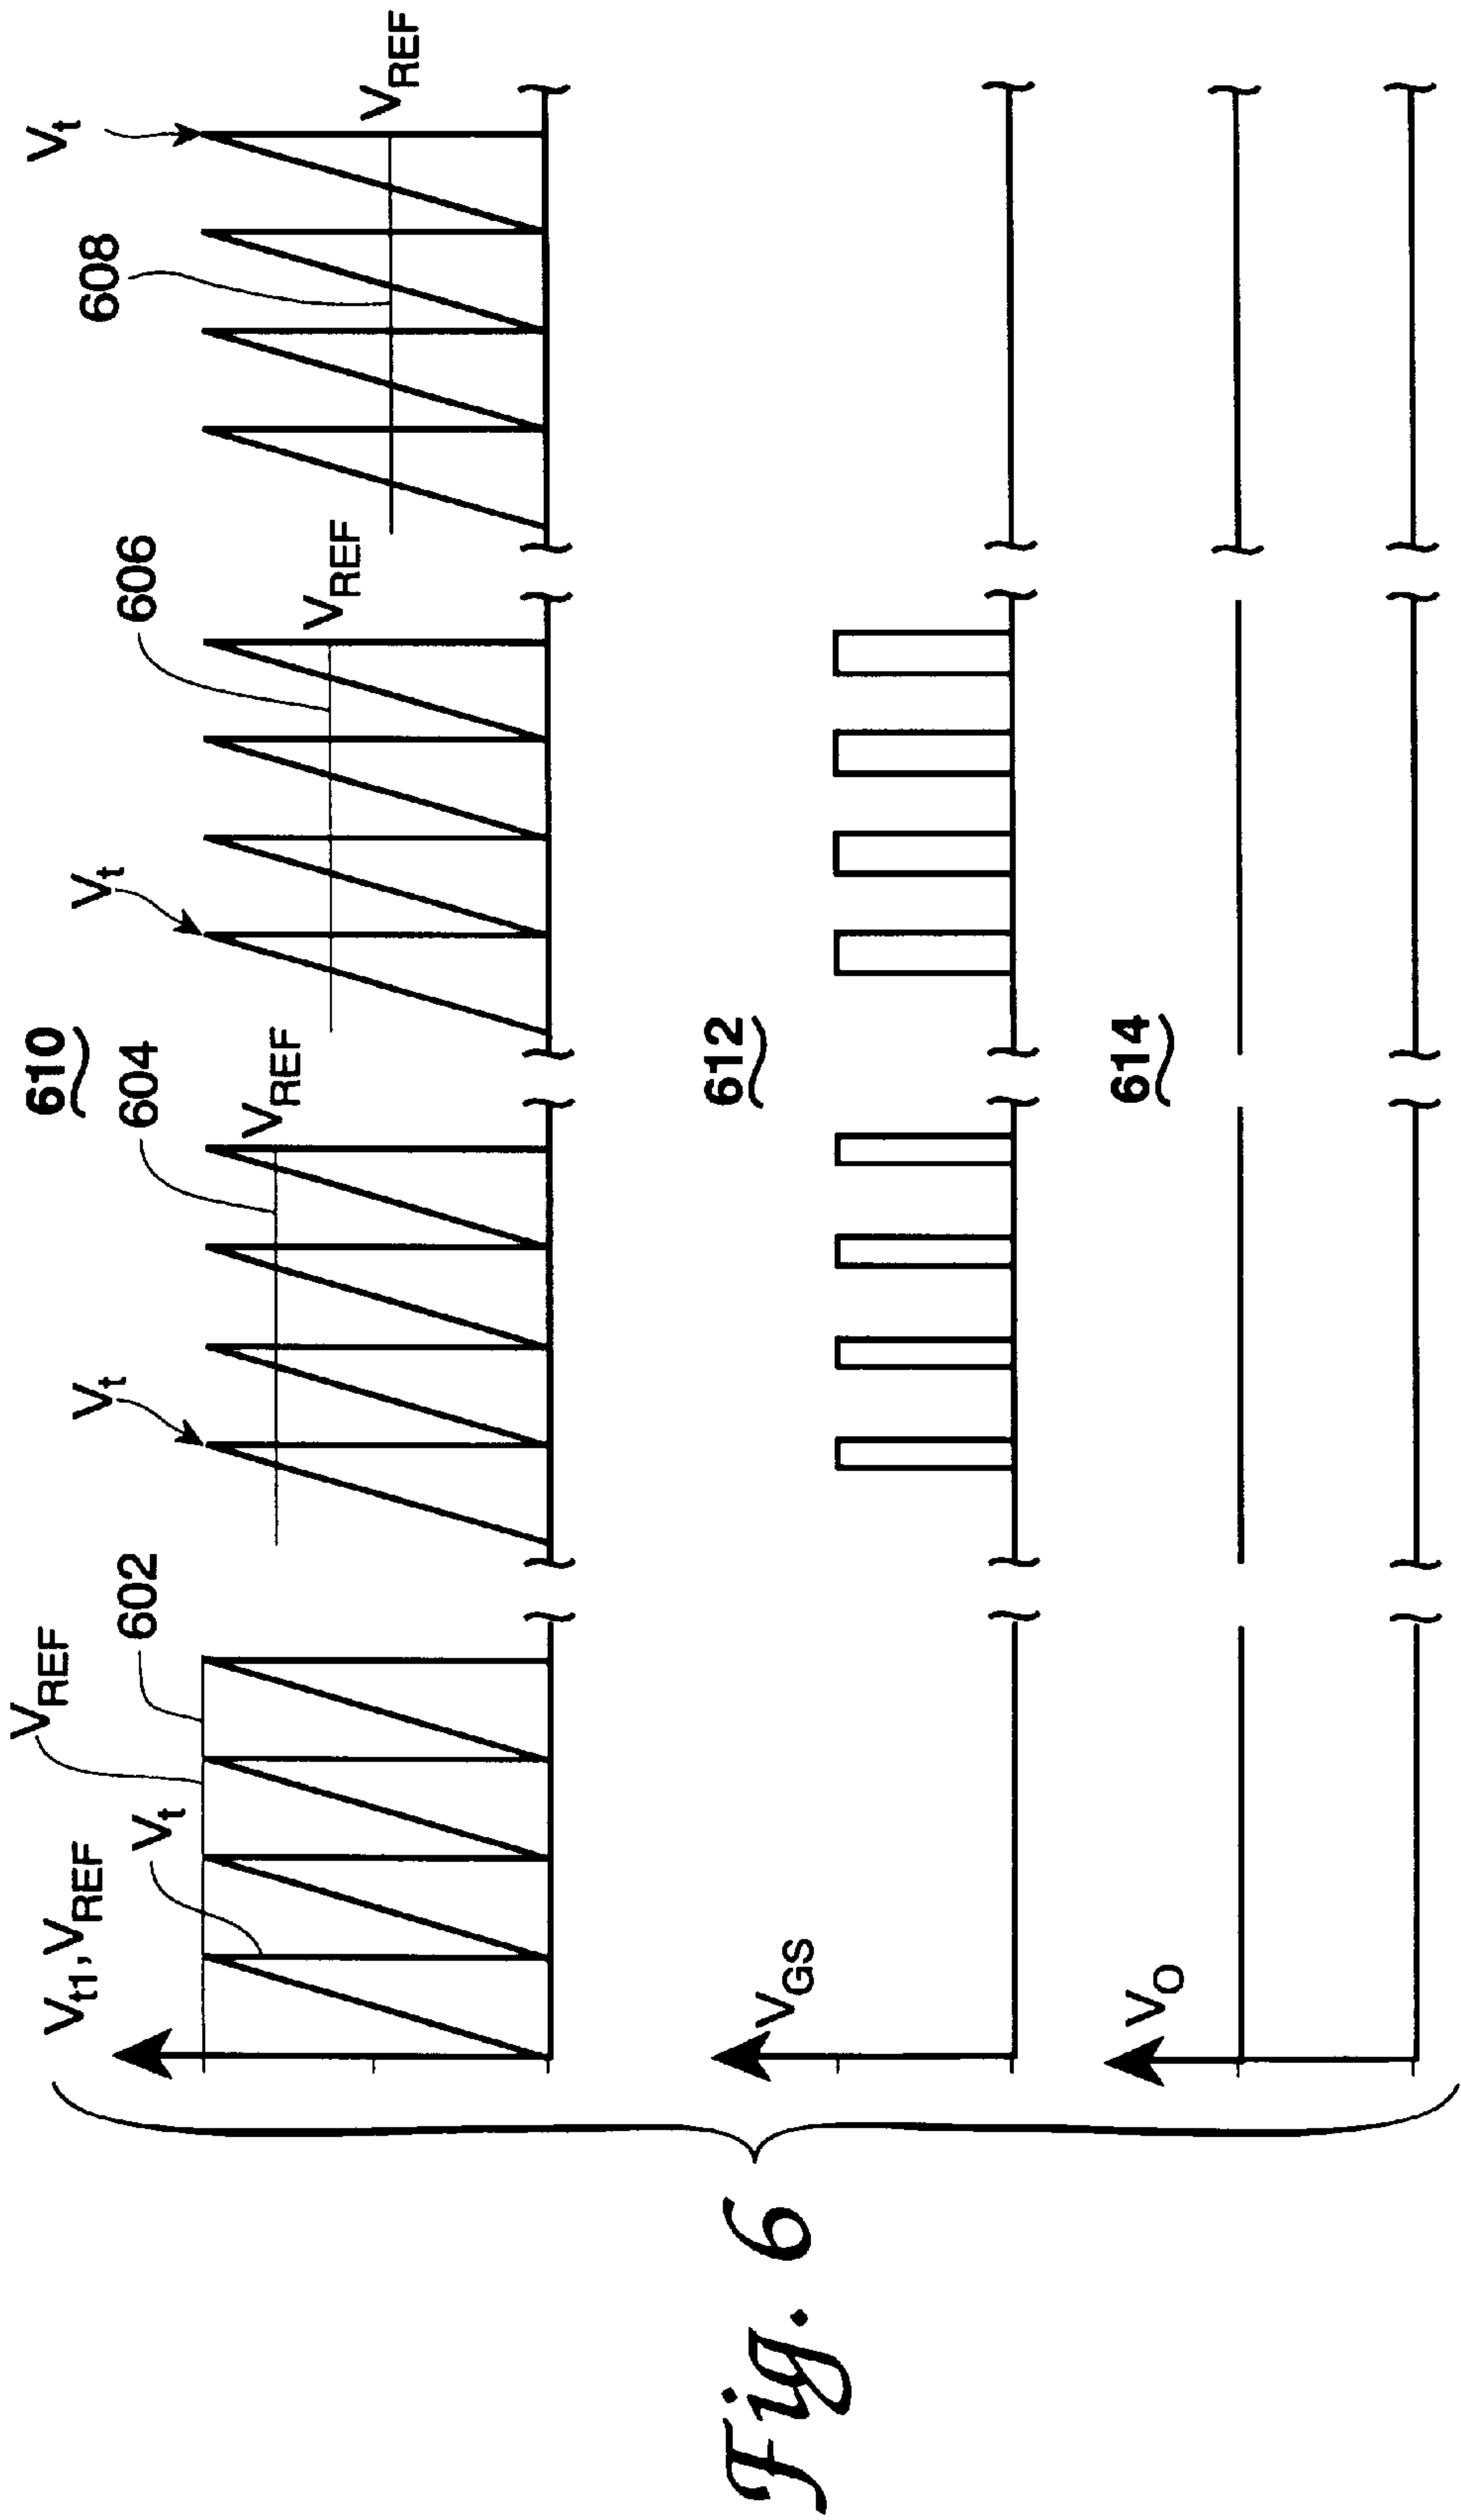 610
Vt1, VREF
VREF
602
Vt
Vt
604
VREF
Vt
606
VREF
608
Vt
VREF
612
VGS
614
VO
Fig. 6